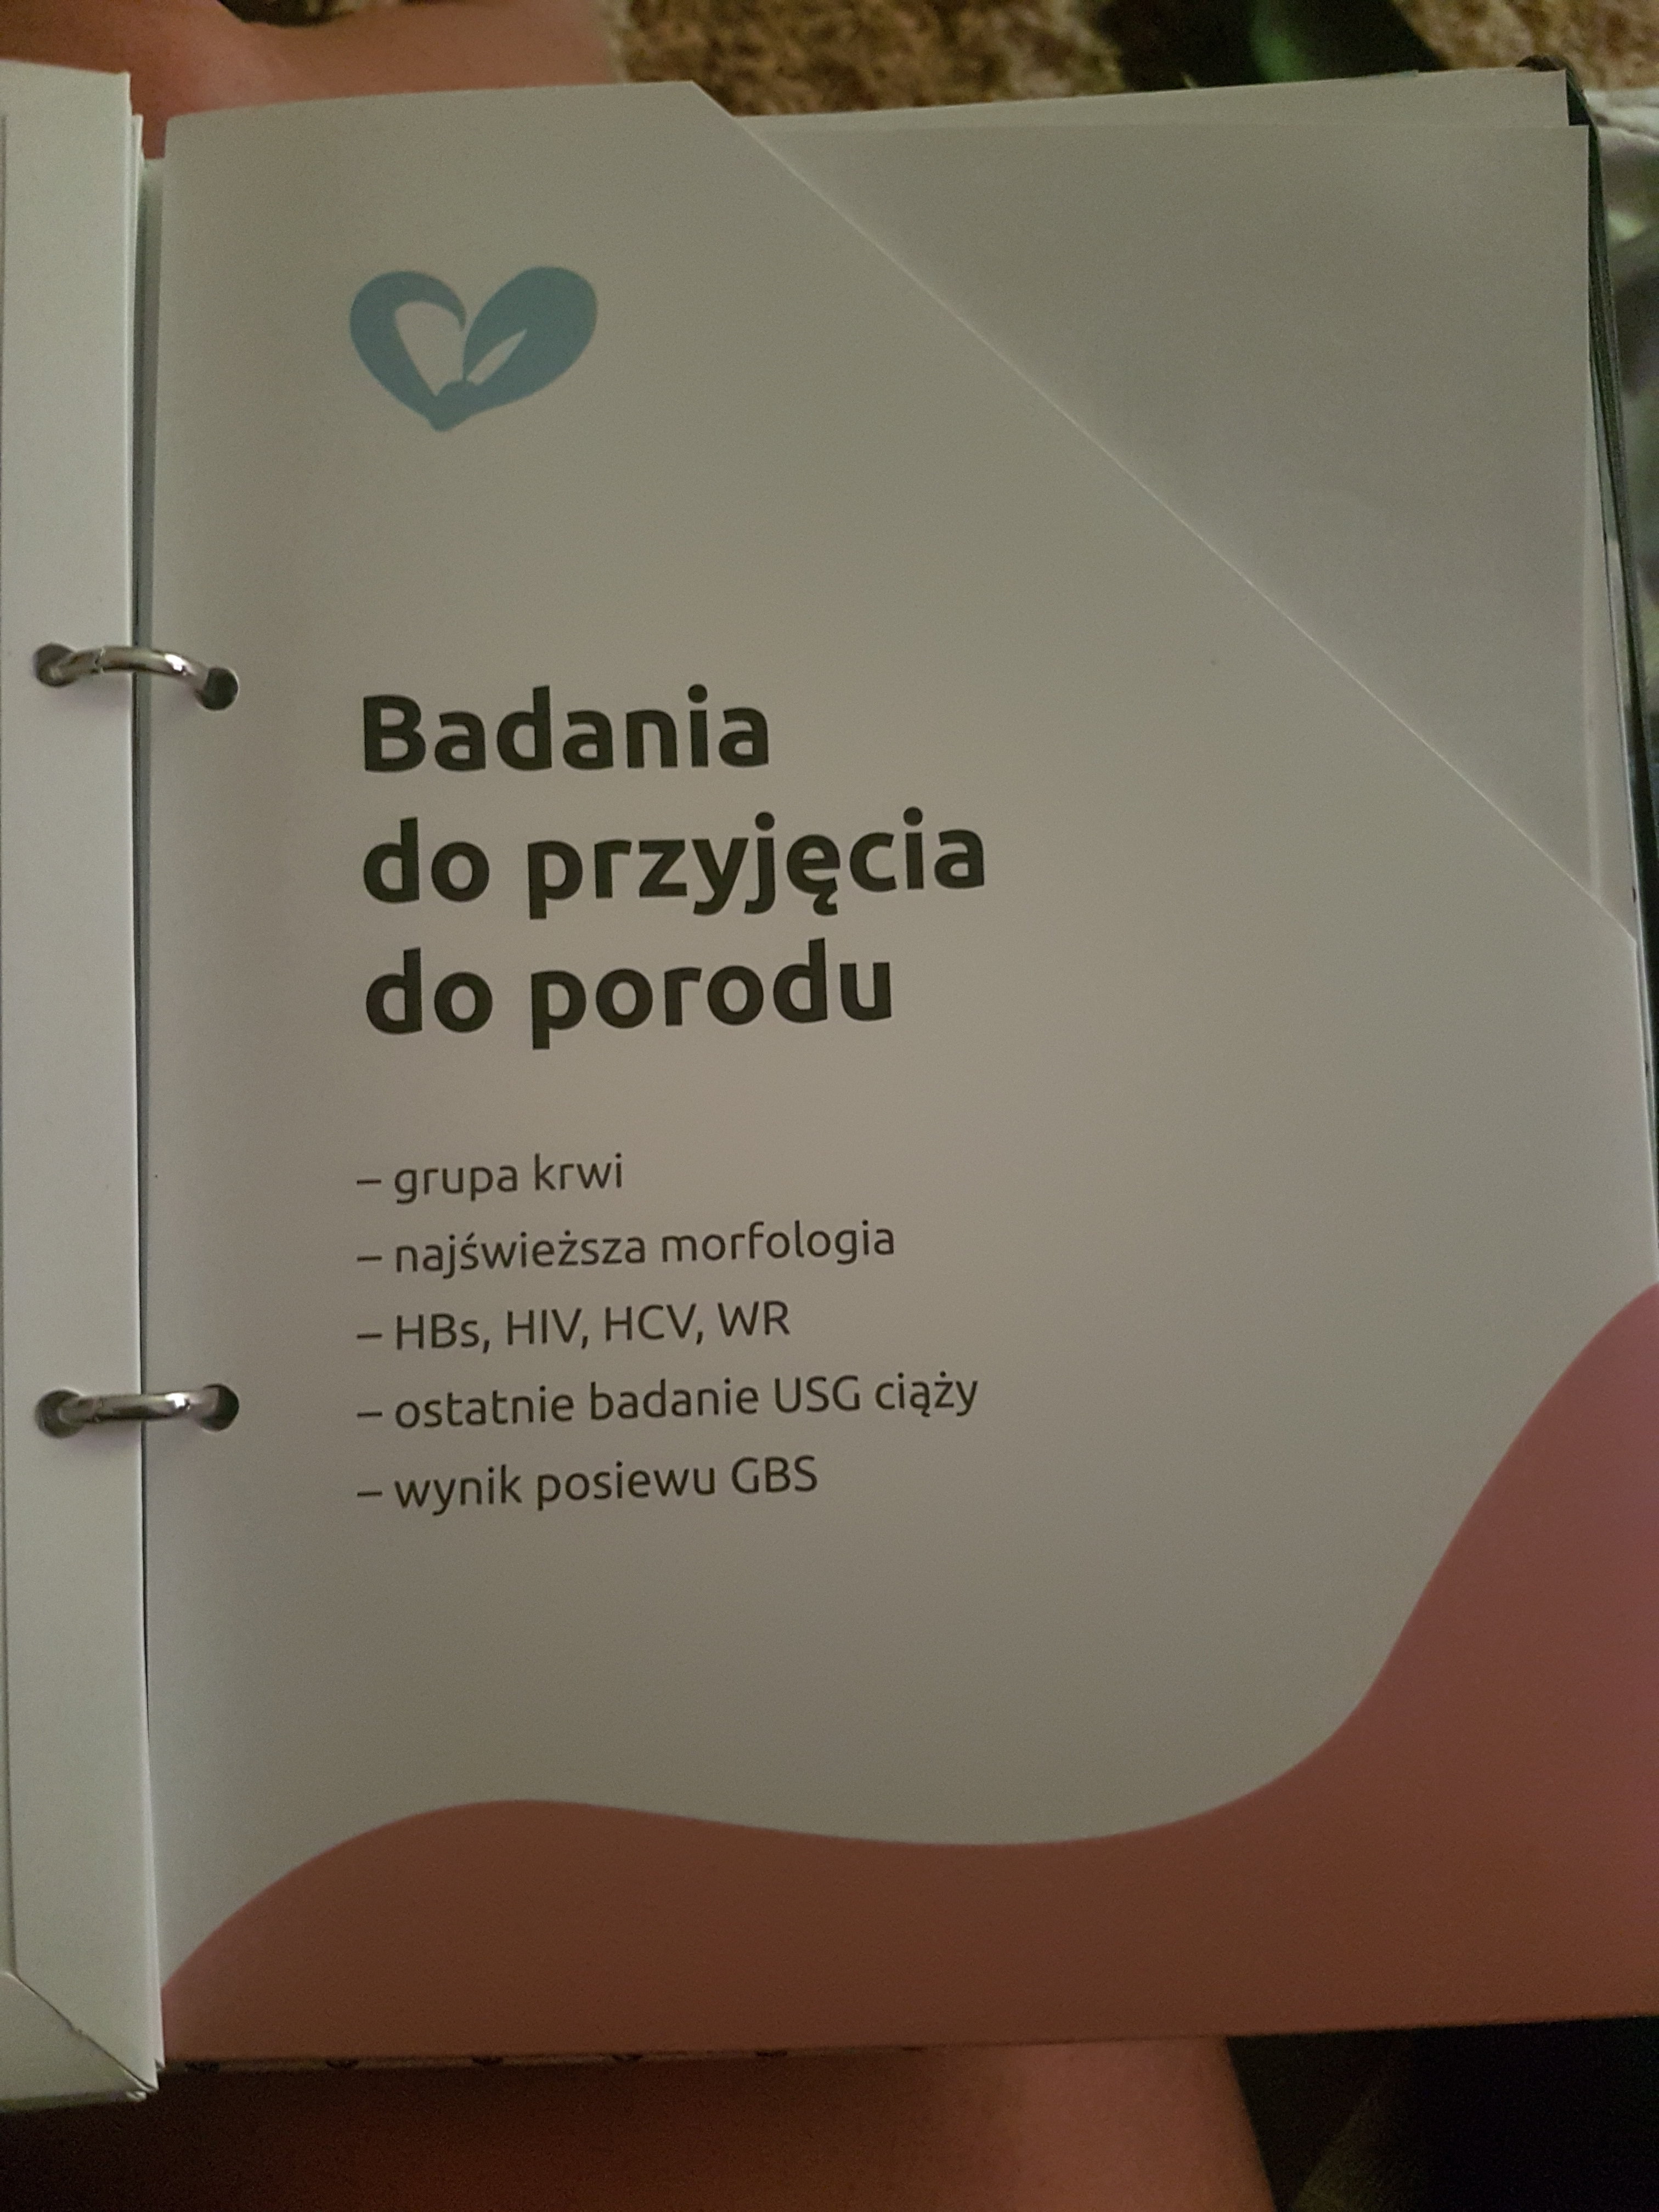 Badania
do przyjęcia
do porodu
– grupa krwi
– najświeższa morfologia
– HBs, HIV, HCV, WR
– ostatnie badanie USG ciąży
– wynik posiewu GBS